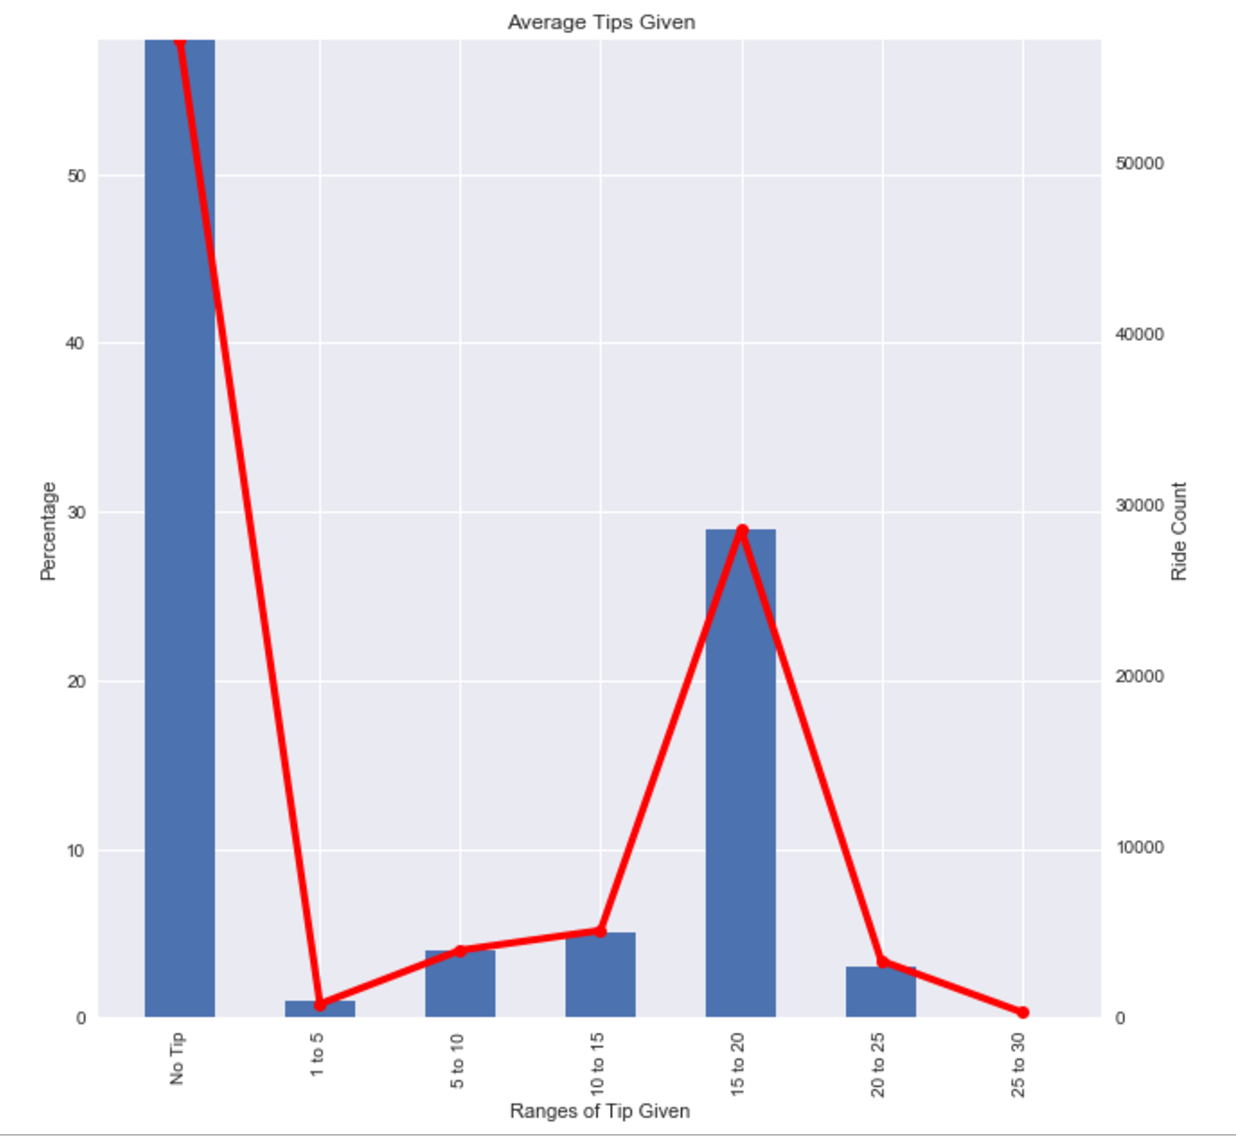 Average Tips Given
50
40
30
20
10
0
Percentage
50000
40000
30000
20000
10000
0
Ride Count
No Tip
1 to 5
5 to 10
10 to 15
15 to 20
20 to 25
25 to 30
Ranges of Tip Given